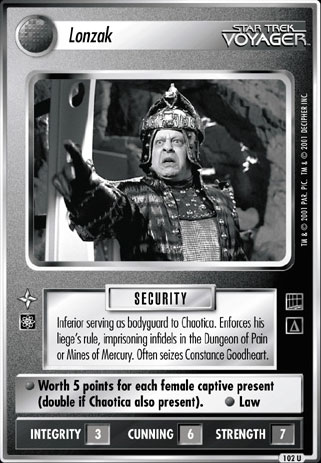 Lonzak
STAR TREK
VOYAGER
TM & © 2001 PAR. PIC. TM & © 2001 DECIPHER INC.
SECURITY
Inferior serving as bodyguard to Chaotica. Enforces his
liege's rule, imprisoning infidels in the Dungeon of Pain
or Mines of Mercury. Often seizes Constance Goodheart.
• Worth 5 points for each female captive present
(double if Chaotica also present). • Law
INTEGRITY 3 CUNNING 6 STRENGTH 7
102 U